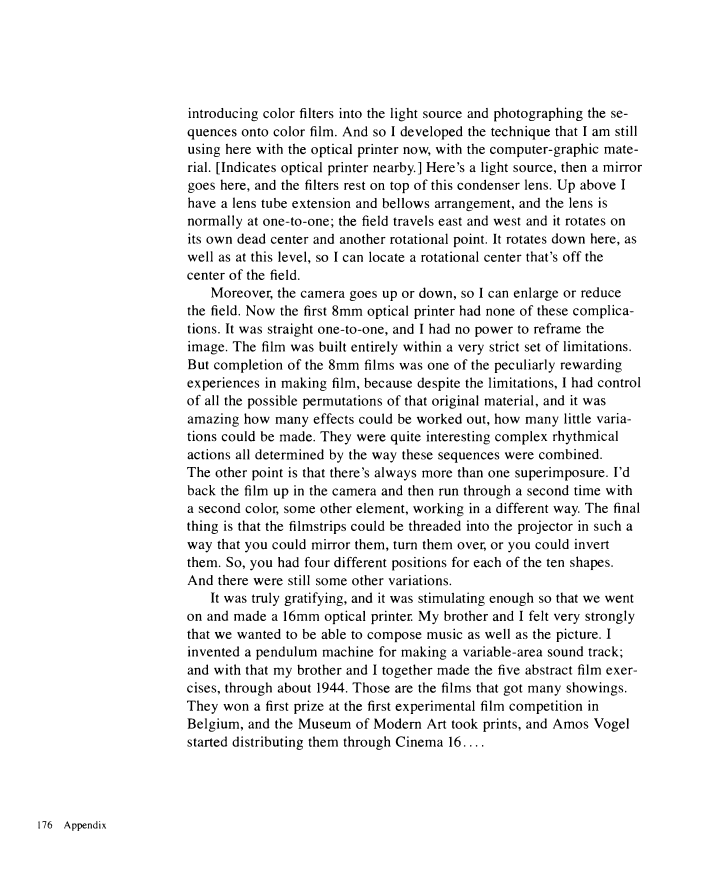 introducing color filters into the light source and photographing the se-
quences onto color film. And so I developed the technique that I am still
using here with the optical printer now, with the computer-graphic mate-
rial. [Indicates optical printer nearby.] Here's a light source, then a mirror
goes here, and the filters rest on top of this condenser lens. Up above I
have a lens tube extension and bellows arrangement, and the lens is
normally at one-to-one; the field travels east and west and it rotates on
its own dead center and another rotational point. It rotates down here, as
well as at this level, so I can locate a rotational center that's off the
center of the field.
Moreover, the camera goes up or down, so I can enlarge or reduce
the field. Now the first 8mm optical printer had none of these complica-
tions. It was straight one-to-one, and I had no power to reframe the
image. The film was built entirely within a very strict set of limitations.
But completion of the 8mm films was one of the peculiarly rewarding
experiences in making film, because despite the limitations, I had control
of all the possible permutations of that original material, and it was
amazing how many effects could be worked out, how many little varia-
tions could be made. They were quite interesting complex rhythmical
actions all determined by the way these sequences were combined.
The other point is that there's always more than one superimposure. I'd
back the film up in the camera and then run through a second time with
a second color, some other element, working in a different way. The final
thing is that the filmstrips could be threaded into the projector in such a
way that you could mirror them, turn them over, or you could invert
them. So, you had four different positions for each of the ten shapes.
And there were still some other variations.
It was truly gratifying, and it was stimulating enough so that we went
on and made a 16mm optical printer. My brother and I felt very strongly
that we wanted to be able to compose music as well as the picture. I
invented a pendulum machine for making a variable-area sound track;
and with that my brother and I together made the five abstract film exer-
cises, through about 1944. Those are the films that got many showings.
They won a first prize at the first experimental film competition in
Belgium, and the Museum of Modern Art took prints, and Amos Vogel
started distributing them through Cinema 16....
176 Appendix